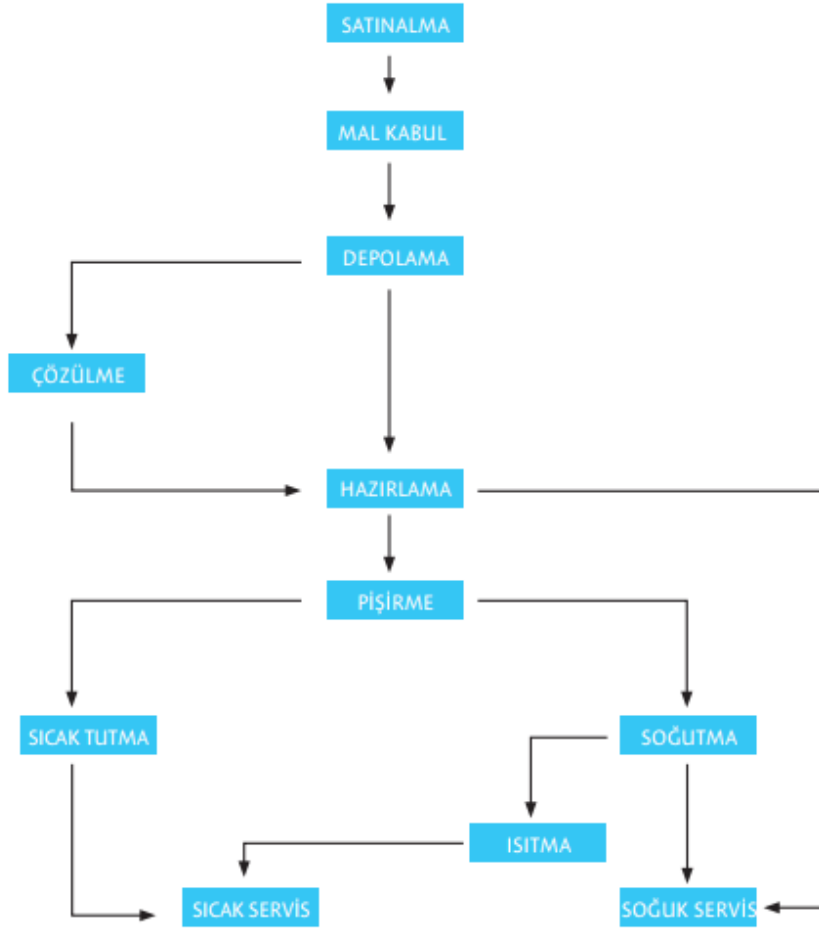 SATINALMA
MAL KABUL
DEPOLAMA
ÇÖZÜLME
HAZIRLAMA
PİŞİRME
SICAK TUTMA
SOĞUTMA
ISITMA
SICAK SERVİS
SOĞUK SERVİS